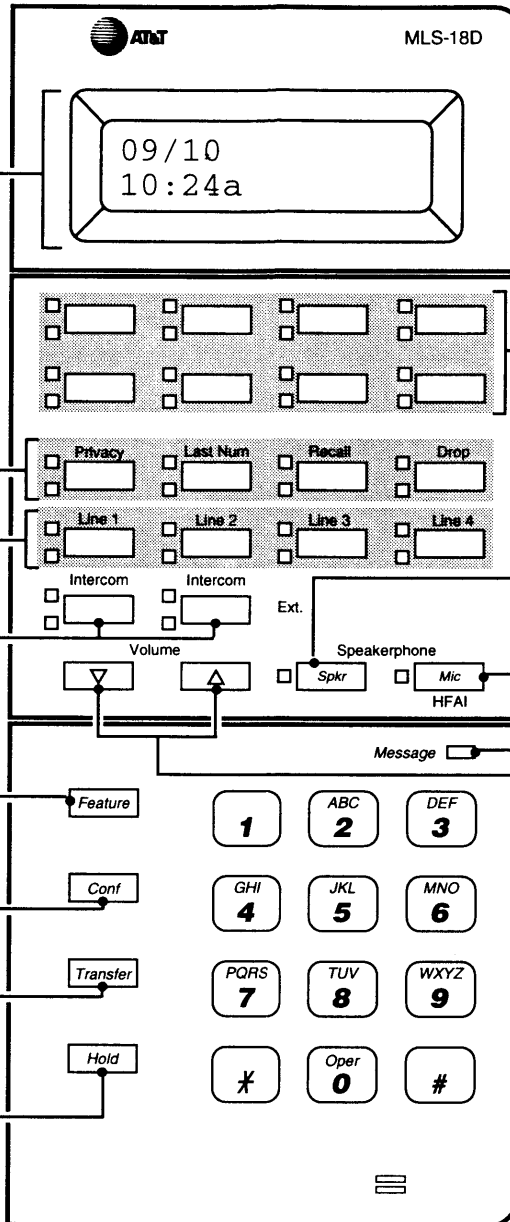 AT&T MLS-18D
09/10
10:24a
Privacy Last Num Recall Drop
Line 1 Line 2 Line 3 Line 4
Intercom Intercom
Ext.
Volume Speakerphone
Spkr Mic
HFAI
Message
Feature 1 ABC 2 DEF 3
Conf GHI 4 JKL 5 MNO 6
Transfer PQRS 7 TUV 8 WXYZ 9
Hold * Oper 0 #